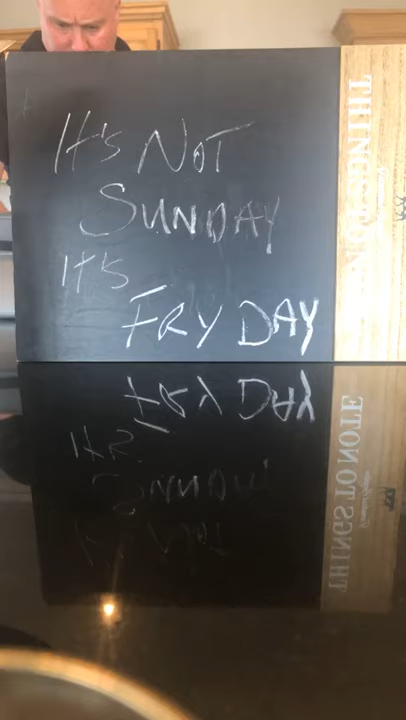 It's NOT
SUNDAY
It's
FRY DAY
THINGS TO NOTE